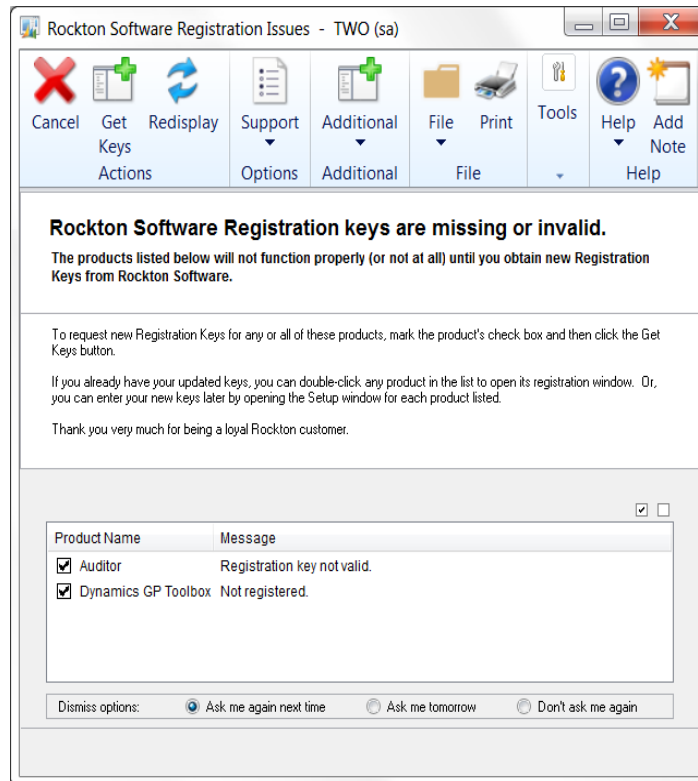 Rockton Software Registration Issues - TWO (sa)
Cancel Get Keys Redisplay Support Additional File Print Tools Help Add Note
Actions Options Additional File Help
Rockton Software Registration keys are missing or invalid.
The products listed below will not function properly (or not at all) until you obtain new Registration
Keys from Rockton Software.
To request new Registration Keys for any or all of these products, mark the product's check box and then click the Get
Keys button.
If you already have your updated keys, you can double-click any product in the list to open its registration window. Or,
you can enter your new keys later by opening the Setup window for each product listed.
Thank you very much for being a loyal Rockton customer.
Product Name Message
Auditor Registration key not valid.
Dynamics GP Toolbox Not registered.
Dismiss options: Ask me again next time Ask me tomorrow Don't ask me again